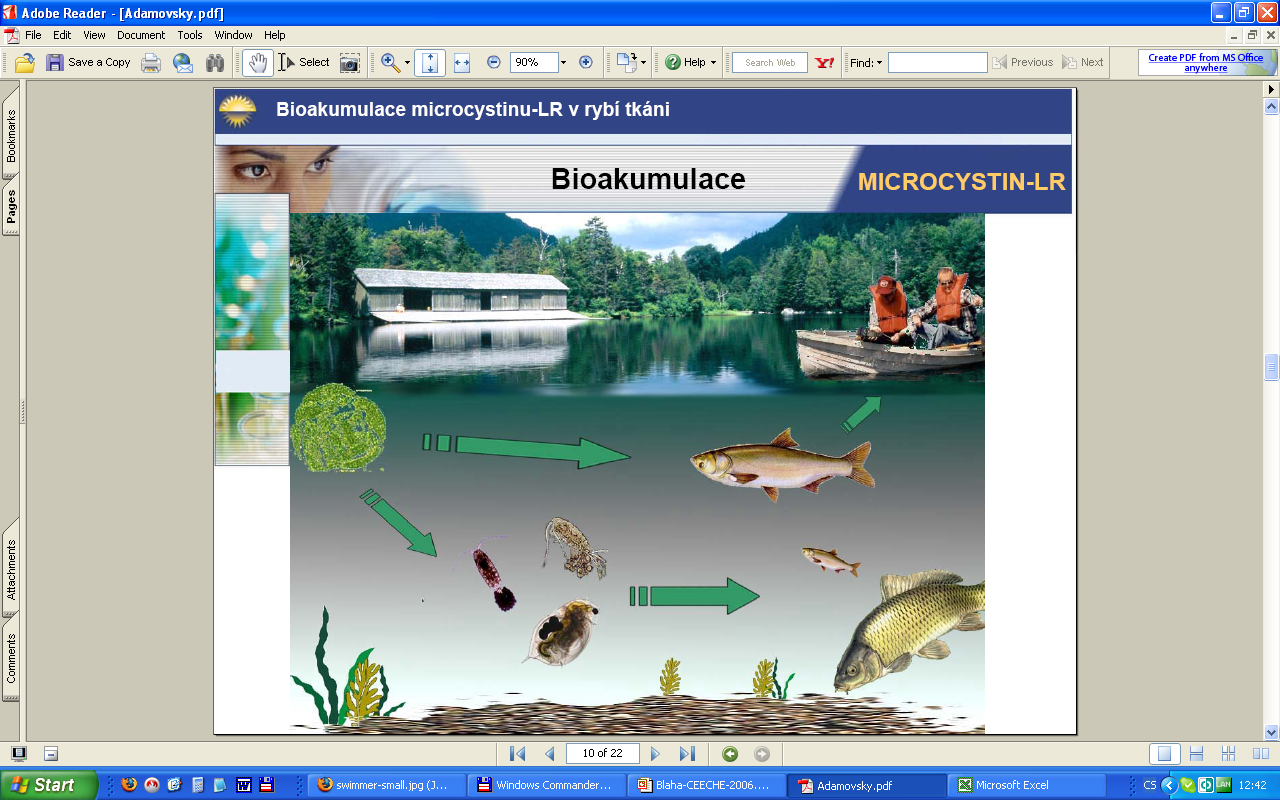 Adobe Reader - [Adamovsky.pdf]
File Edit View Document Tools Window Help
Save a Copy Select 90% Help Search Web Y! Find: Previous Next Create PDF from MS Office anywhere
Bookmarks
Pages
Attachments
Comments
Bioakumulace microcystinu-LR v rybí tkáni
Bioakumulace
MICROCYSTIN-LR
10 of 22
Start
W
swimmer-small.jpg (J...
Windows Commander...
Blaha-CEECHE-2006....
Adamovsky.pdf
Microsoft Excel
CS
LAN
12:42